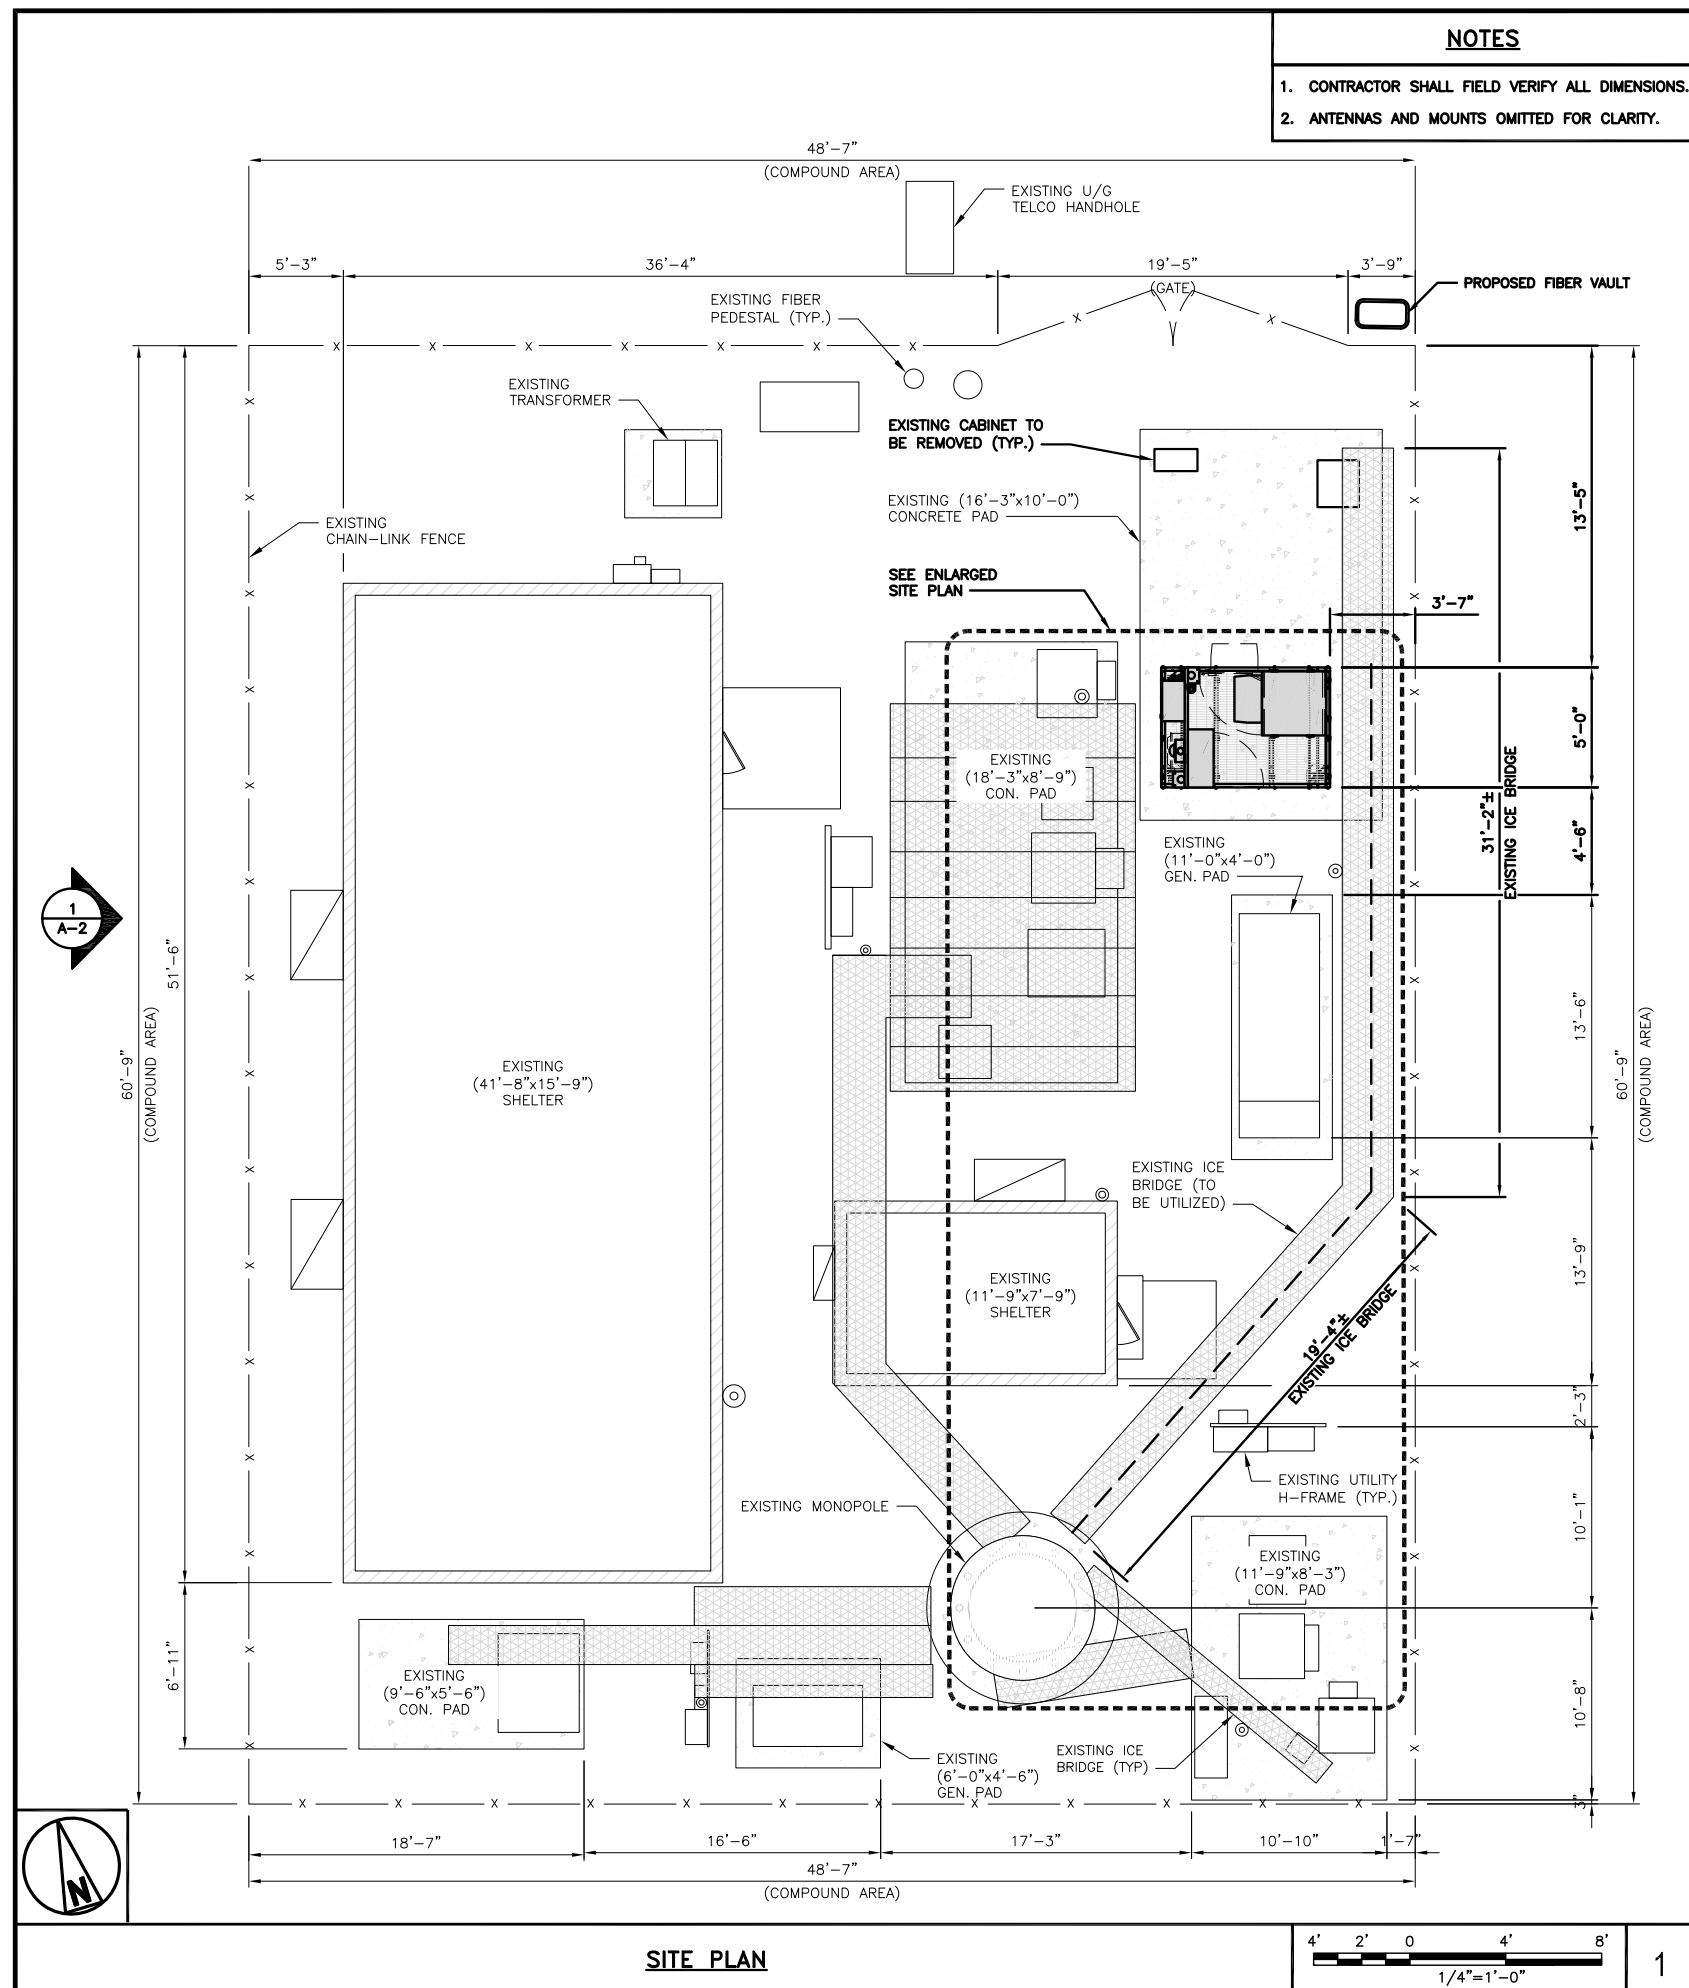 NOTES
1. CONTRACTOR SHALL FIELD VERIFY ALL DIMENSIONS.
2. ANTENNAS AND MOUNTS OMITTED FOR CLARITY.
48'-7"
(COMPOUND AREA)
EXISTING U/G
TELCO HANDHOLE
5'-3"
36'-4"
19'-5"
(GATE)
3'-9"
PROPOSED FIBER VAULT
EXISTING FIBER
PEDESTAL (TYP.)
EXISTING
TRANSFORMER
EXISTING CABINET TO
BE REMOVED (TYP.)
EXISTING (16'-3"x10'-0")
CONCRETE PAD
EXISTING
CHAIN-LINK FENCE
SEE ENLARGED
SITE PLAN
13'-5"
3'-7"
5'-0"
31'-2"±
EXISTING ICE BRIDGE
4'-6"
EXISTING
(18'-3"x8'-9")
CON. PAD
EXISTING
(11'-0"x4'-0")
GEN. PAD
1
A-2
51'-6"
60'-9"
(COMPOUND AREA)
13'-6"
60'-9"
(COMPOUND AREA)
EXISTING
(41'-8"x15'-9")
SHELTER
EXISTING ICE
BRIDGE (TO
BE UTILIZED)
13'-9"
EXISTING
(11'-9"x7'-9")
SHELTER
19'-4"±
EXISTING ICE BRIDGE
2'-3"
EXISTING UTILITY
H-FRAME (TYP.)
EXISTING MONOPOLE
10'-1"
EXISTING
(11'-9"x8'-3")
CON. PAD
6'-11"
EXISTING
(9'-6"x5'-6")
CON. PAD
10'-8"
EXISTING
(6'-0"x4'-6")
GEN. PAD
EXISTING ICE
BRIDGE (TYP)
3"
18'-7"
16'-6"
17'-3"
10'-10"
1'-7"
48'-7"
(COMPOUND AREA)
N
SITE PLAN
4' 2' 0 4' 8'
1/4"=1'-0"
1